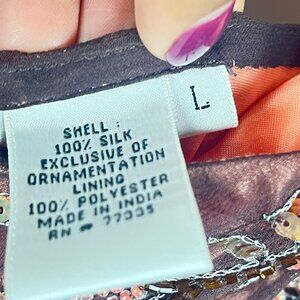 L
SHELL :
100% SILK
EXCLUSIVE OF
ORNAMENTATION
LINING
100% POLYESTER
MADE IN INDIA
RN # 77335